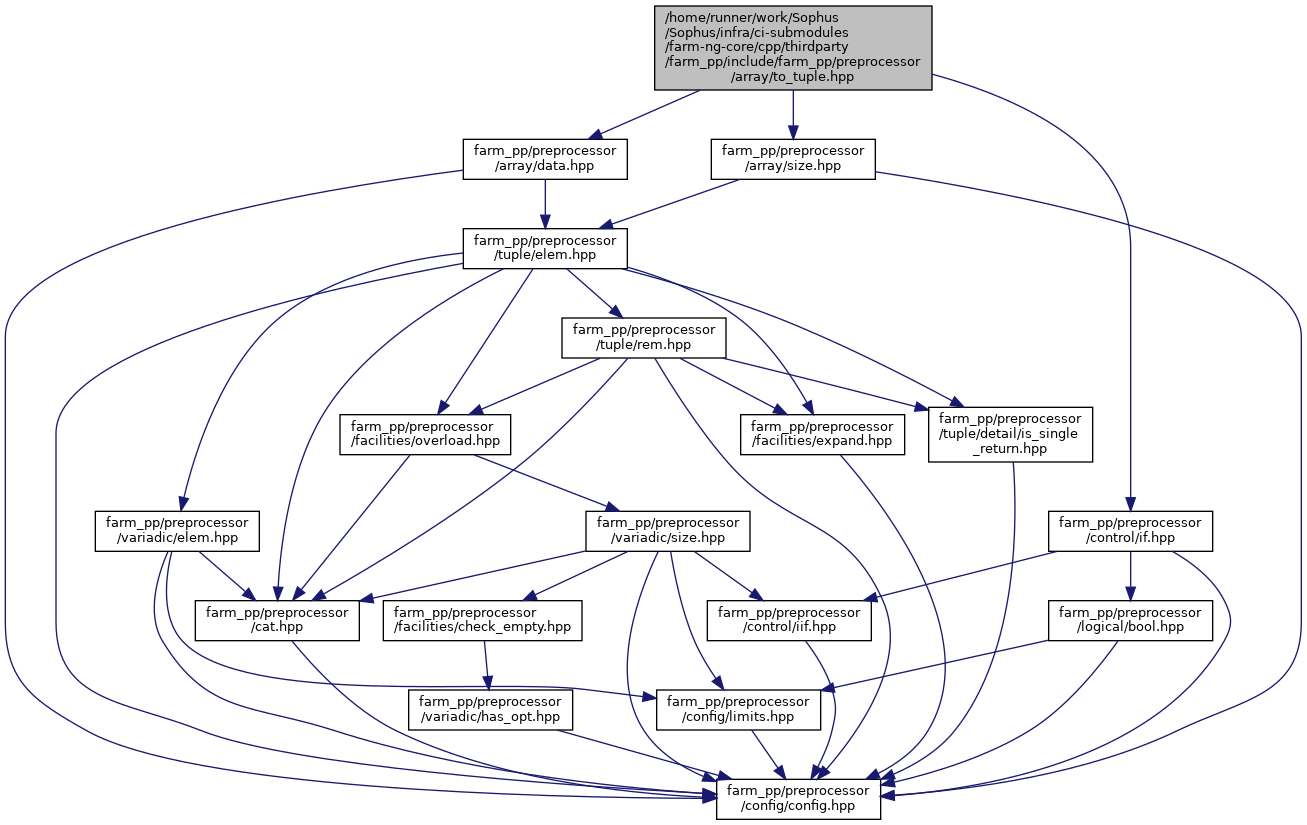 /home/runner/work/Sophus
/Sophus/infra/ci-submodules
/farm-ng-core/cpp/thirdparty
/farm_pp/include/farm_pp/preprocessor
/array/to_tuple.hpp
farm_pp/preprocessor
/array/data.hpp
farm_pp/preprocessor
/array/size.hpp
farm_pp/preprocessor
/tuple/elem.hpp
farm_pp/preprocessor
/tuple/rem.hpp
farm_pp/preprocessor
/facilities/overload.hpp
farm_pp/preprocessor
/facilities/expand.hpp
farm_pp/preprocessor
/tuple/detail/is_single
_return.hpp
farm_pp/preprocessor
/variadic/elem.hpp
farm_pp/preprocessor
/variadic/size.hpp
farm_pp/preprocessor
/control/if.hpp
farm_pp/preprocessor
/cat.hpp
farm_pp/preprocessor
/facilities/check_empty.hpp
farm_pp/preprocessor
/control/iif.hpp
farm_pp/preprocessor
/logical/bool.hpp
farm_pp/preprocessor
/variadic/has_opt.hpp
farm_pp/preprocessor
/config/limits.hpp
farm_pp/preprocessor
/config/config.hpp